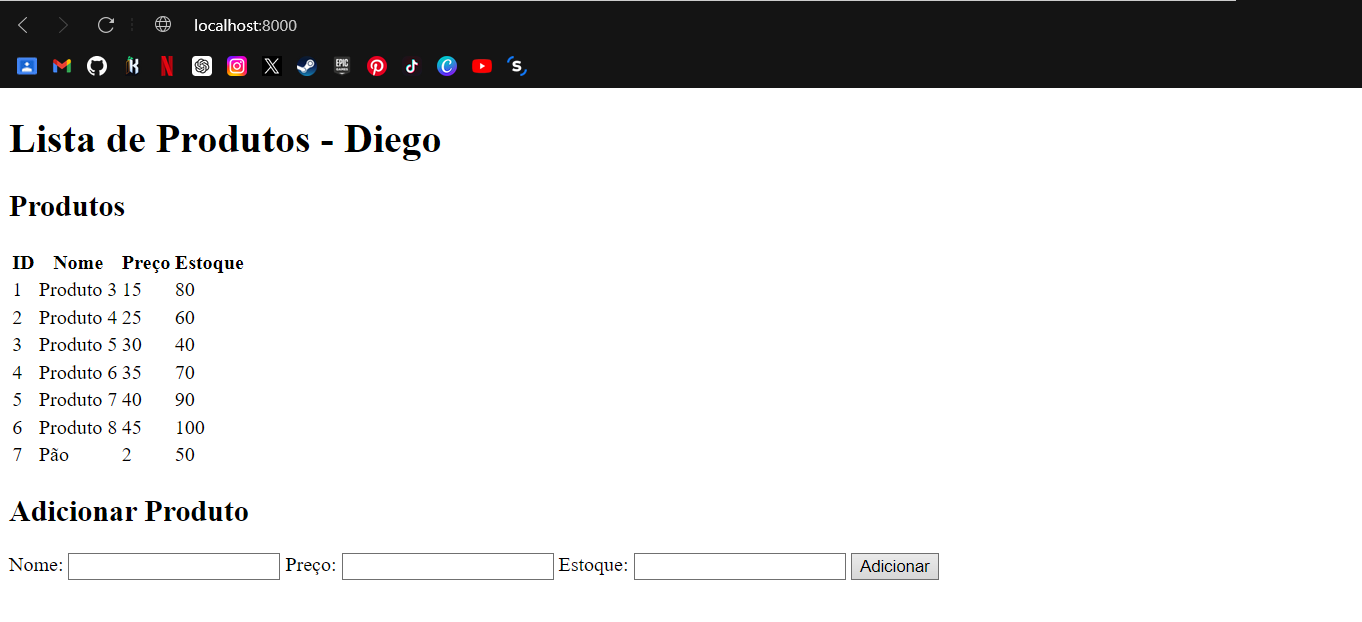 localhost:8000
EPIC GAMES
Lista de Produtos - Diego
Produtos
ID Nome Preço Estoque
1 Produto 3 15 80
2 Produto 4 25 60
3 Produto 5 30 40
4 Produto 6 35 70
5 Produto 7 40 90
6 Produto 8 45 100
7 Pão 2 50
Adicionar Produto
Nome: Preço: Estoque: Adicionar